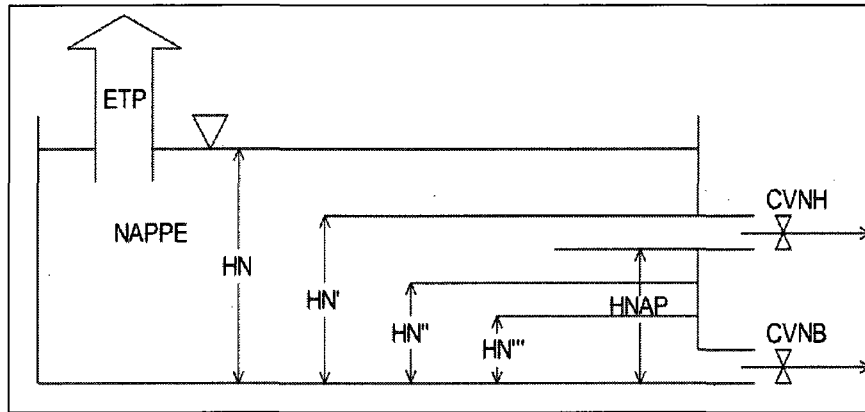 ETP
CVNH
NAPPE
HN
HN'
HNAP
HN''
HN'''
CVNB